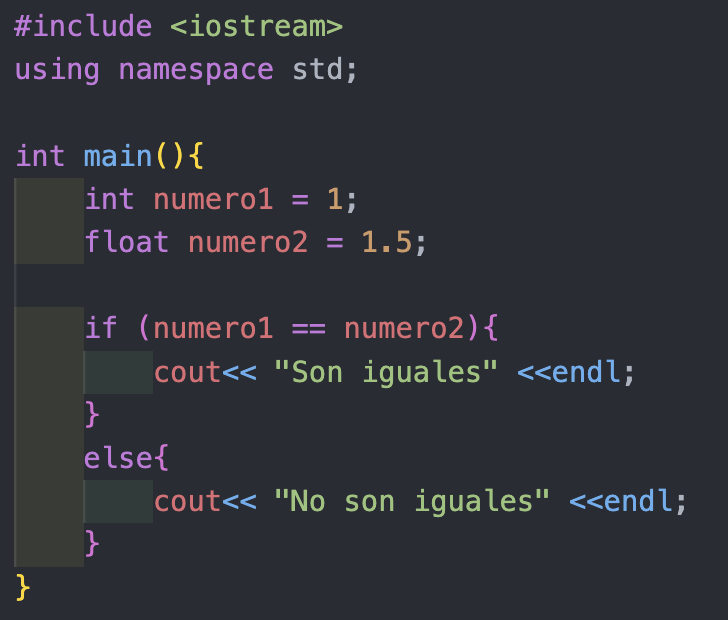 #include <iostream>
using namespace std;

int main(){
    int numero1 = 1;
    float numero2 = 1.5;

    if (numero1 == numero2){
        cout<< "Son iguales" <<endl;
    }
    else{
        cout<< "No son iguales" <<endl;
    }
}